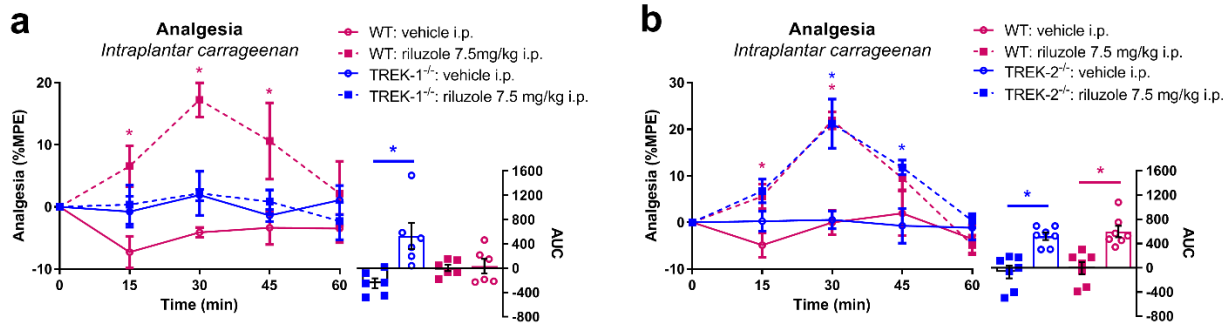 a
Analgesia
Intraplantar carrageenan
WT: vehicle i.p.
WT: riluzole 7.5mg/kg i.p.
TREK-1-/-: vehicle i.p.
TREK-1-/-: riluzole 7.5 mg/kg i.p.
Analgesia (%MPE)
20
10
0
-10
0
15
30
45
60
Time (min)
*
*
*
*
1600
1200
800
400
0
-400
-800
AUC
b
Analgesia
Intraplantar carrageenan
WT: vehicle i.p.
WT: riluzole 7.5 mg/kg i.p.
TREK-2-/-: vehicle i.p.
TREK-2-/-: riluzole 7.5 mg/kg i.p.
Analgesia (%MPE)
30
20
10
0
-10
0
15
30
45
60
Time (min)
*
*
*
*
*
*
1600
1200
800
400
0
-400
-800
AUC